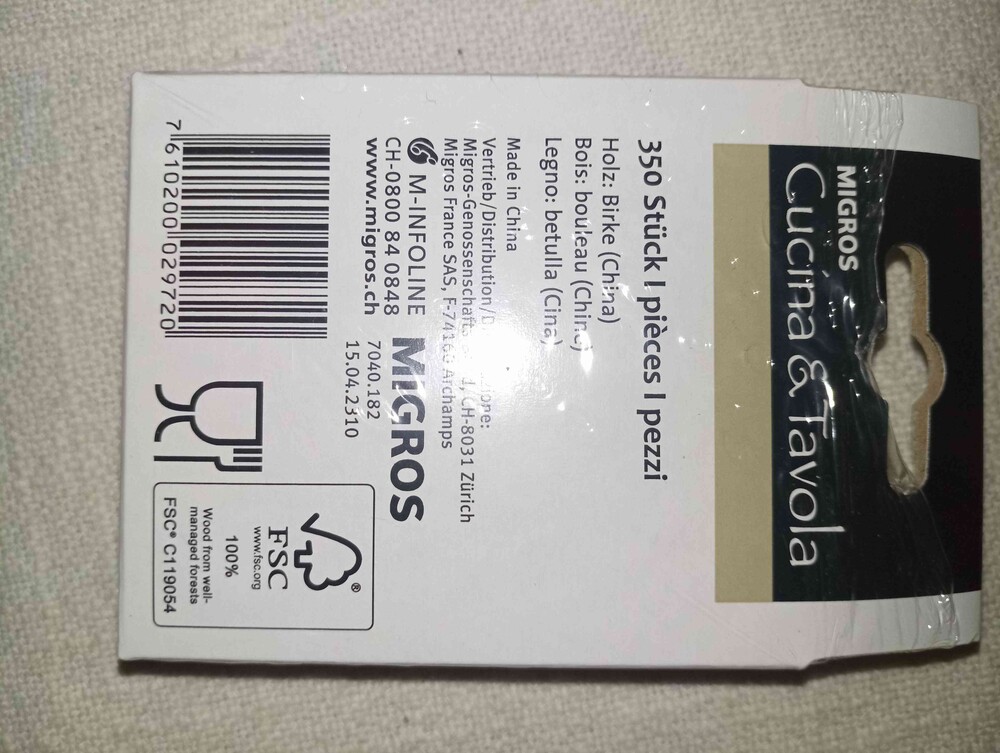 MIGROS
Cucina & Tavola
350 Stück | pièces | pezzi
Holz: Birke (China)
Bois: bouleau (Chine)
Legno: betulla (Cina)
Made in China
Vertrieb/Distribution/
CH-8031 Zürich
Migros France SAS, F-74160 Archamps
M-INFOLINE
CH-0800 84 0848
www.migros.ch
MIGROS
7040.182
15.04.2310
7 610200 029720
FSC
®
www.fsc.org
100%
Wood from well-
managed forests
FSC® C119054